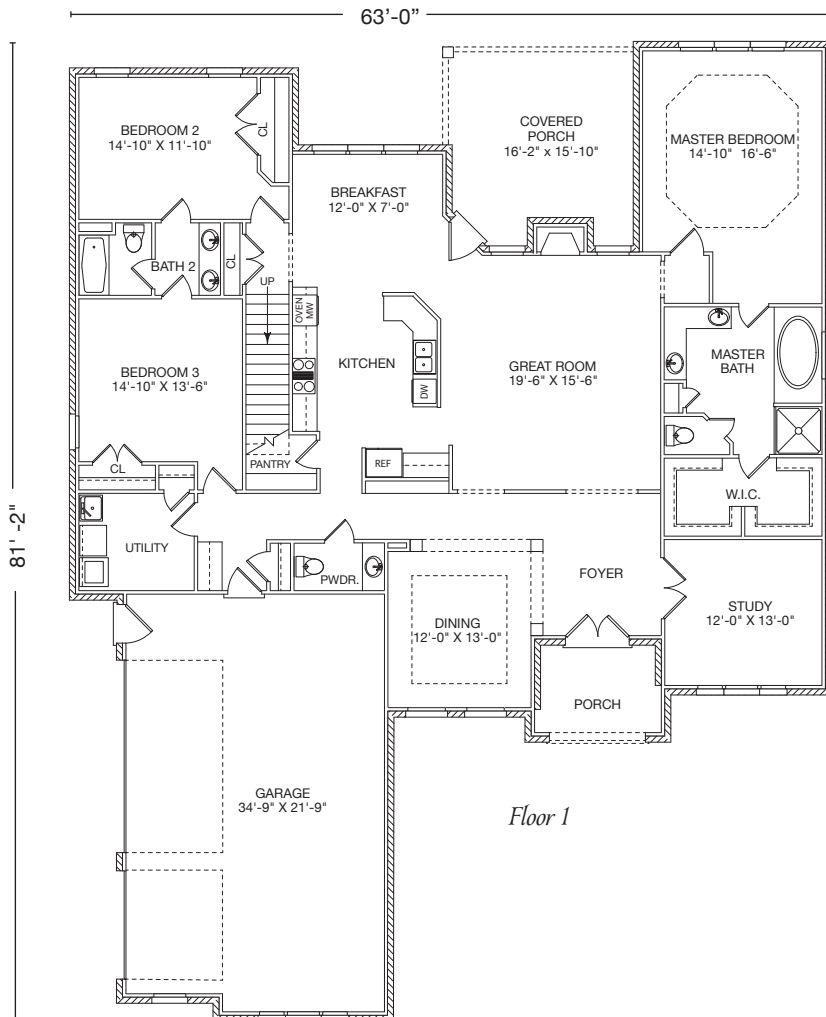 63'-0"
81' -2"
BEDROOM 2
14'-10" X 11'-10"
CL
COVERED
PORCH
16'-2" x 15'-10"
MASTER BEDROOM
14'-10"  16'-6"
BREAKFAST
12'-0" X 7'-0"
BATH 2
CL
UP
OVEN
MW
KITCHEN
DW
BEDROOM 3
14'-10" X 13'-6"
GREAT ROOM
19'-6" X 15'-6"
MASTER
BATH
CL
PANTRY
REF
W.I.C.
UTILITY
PWDR.
FOYER
DINING
12'-0" X 13'-0"
STUDY
12'-0" X 13'-0"
PORCH
GARAGE
34'-9" X 21'-9"
Floor 1